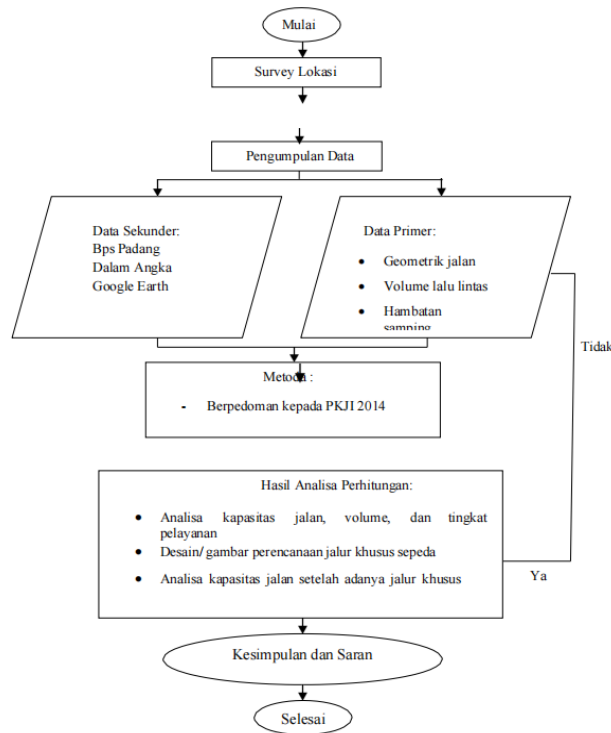 Mulai
Survey Lokasi
Pengumpulan Data
Data Sekunder:
Bps Padang
Dalam Angka
Google Earth
Data Primer:
• Geometrik jalan
• Volume lalu lintas
• Hambatan
samping
Tidak
Metoda :
- Berpedoman kepada PKJI 2014
Hasil Analisa Perhitungan:
• Analisa kapasitas jalan, volume, dan tingkat
pelayanan
• Desain/ gambar perencanaan jalur khusus sepeda
• Analisa kapasitas jalan setelah adanya jalur khusus
Ya
Kesimpulan dan Saran
Selesai